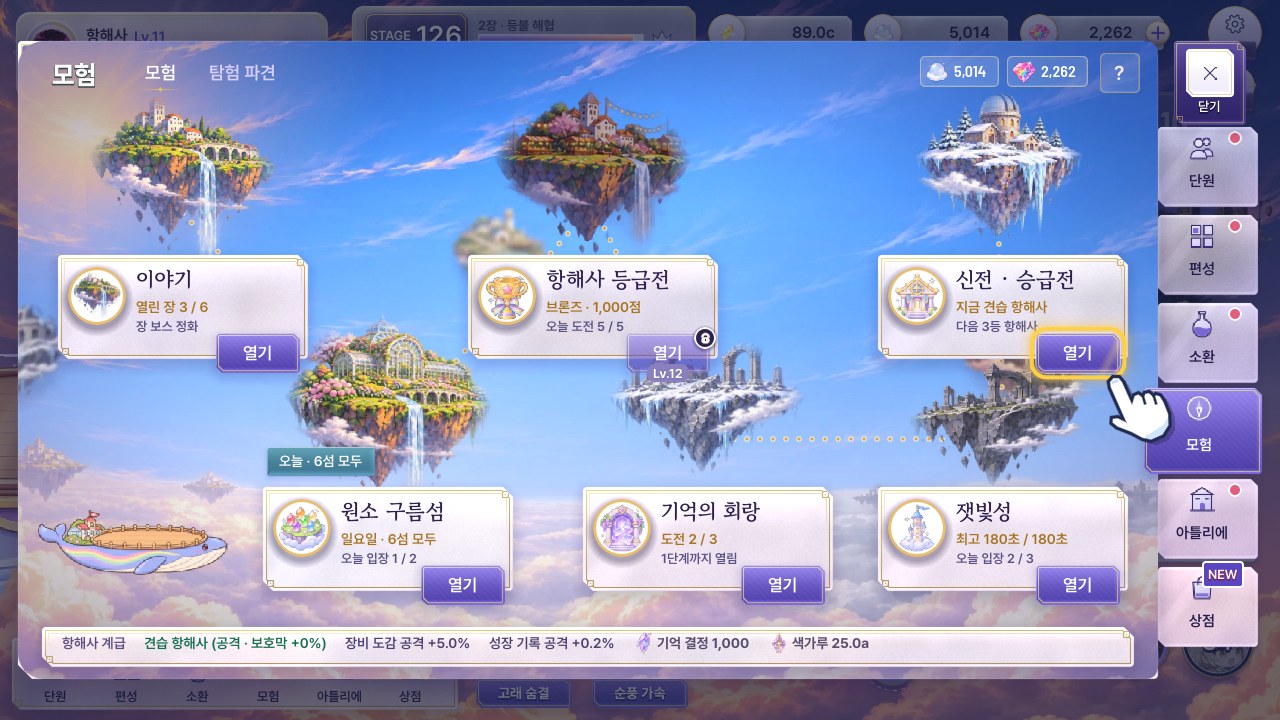 항해사 Lv.11
STAGE 126
2장 · 등불 해협
89.0c
5,014
2,262
모험
모험
탐험 파견
5,014
2,262
?
닫기
단원
편성
소환
모험
아틀리에
NEW
상점
이야기
열린 장 3 / 6
장 보스 정화
열기
항해사 등급전
브론즈 · 1,000점
오늘 도전 5 / 5
열기
Lv.12
신전 · 승급전
지금 견습 항해사
다음 3등 항해사
열기
오늘 · 6섬 모두
원소 구름섬
일요일 · 6섬 모두
오늘 입장 1 / 2
열기
기억의 회랑
도전 2 / 3
1단계까지 열림
열기
잿빛성
최고 180초 / 180초
오늘 입장 2 / 3
열기
항해사 계급 견습 항해사 (공격 · 보호막 +0%) 장비 도감 공격 +5.0% 성장 기록 공격 +0.2% 기억 결정 1,000 색가루 25.0a
단원 편성 소환 모험 아틀리에 상점
고래 숨결
순풍 가속